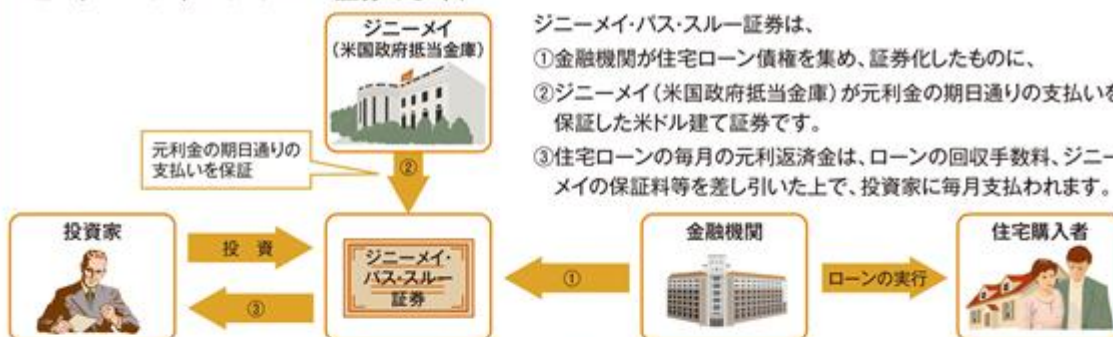 ジニーメイ
(米国政府抵当金庫)
ジニーメイ・パス・スルー証券は、
①金融機関が住宅ローン債権を集め、証券化したものに、
②ジニーメイ(米国政府抵当金庫)が元利金の期日通りの支払いを
保証した米ドル建て証券です。
③住宅ローンの毎月の元利返済金は、ローンの回収手数料、ジニー
メイの保証料等を差し引いた上で、投資家に毎月支払われます。
元利金の期日通りの
支払いを保証
②
投資家
投 資
③
ジニーメイ・
パス・スルー
証券
①
金融機関
ローンの実行
住宅購入者